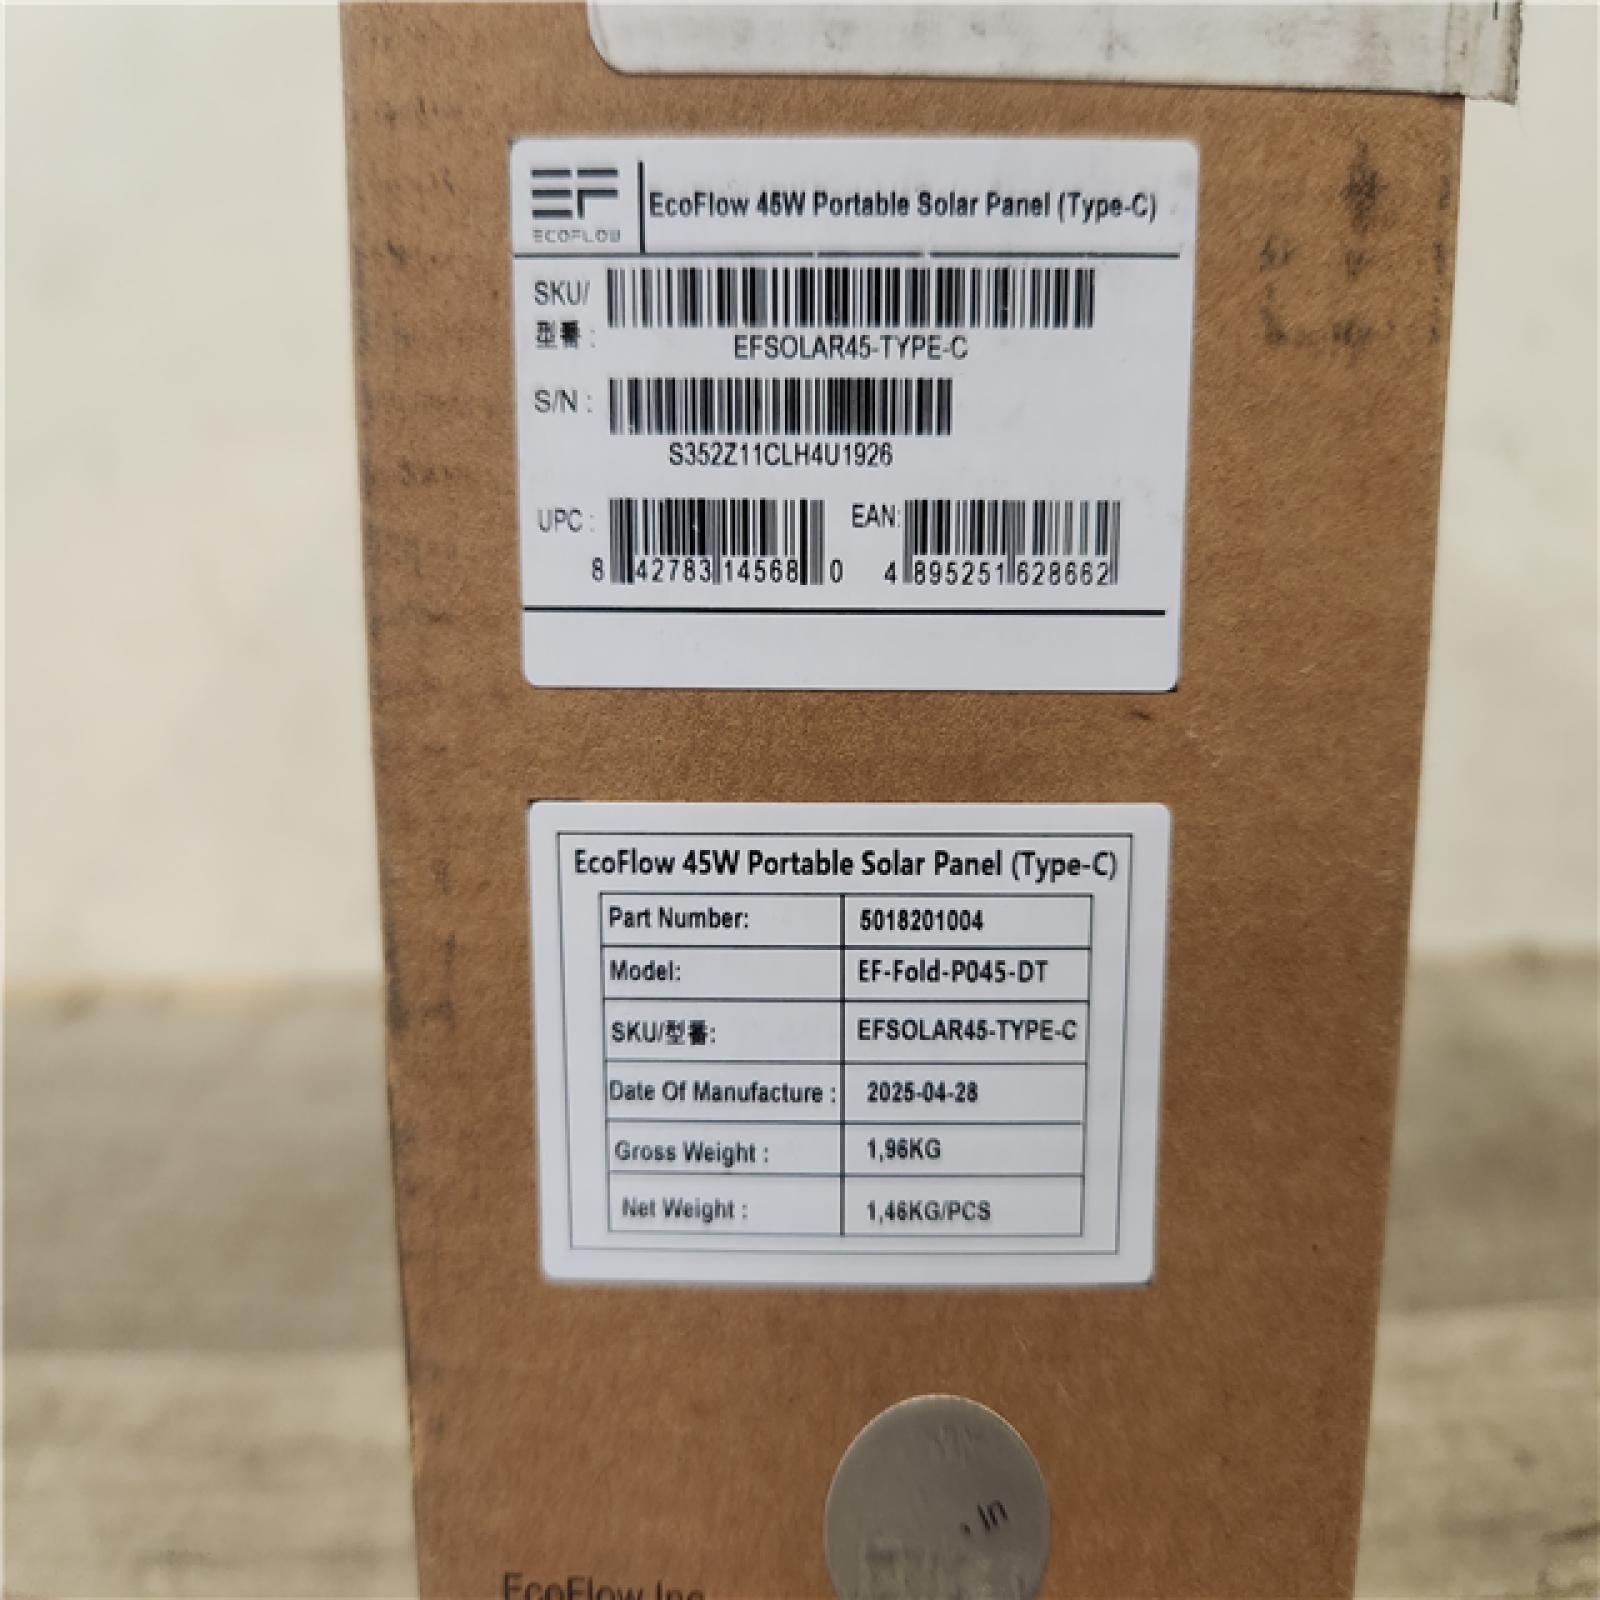 EF
ECOFLOW
EcoFlow 45W Portable Solar Panel (Type-C)
SKU/
型番 :
EFSOLAR45-TYPE-C
S/N :
S352Z11CLH4U1926
UPC :
8 42783 14568 0
EAN:
4 895251 628662
EcoFlow 45W Portable Solar Panel (Type-C)
Part Number: 5018201004
Model: EF-Fold-P045-DT
SKU/型番: EFSOLAR45-TYPE-C
Date Of Manufacture : 2025-04-28
Gross Weight : 1,96KG
Net Weight : 1,46KG/PCS
EcoFlow Inc